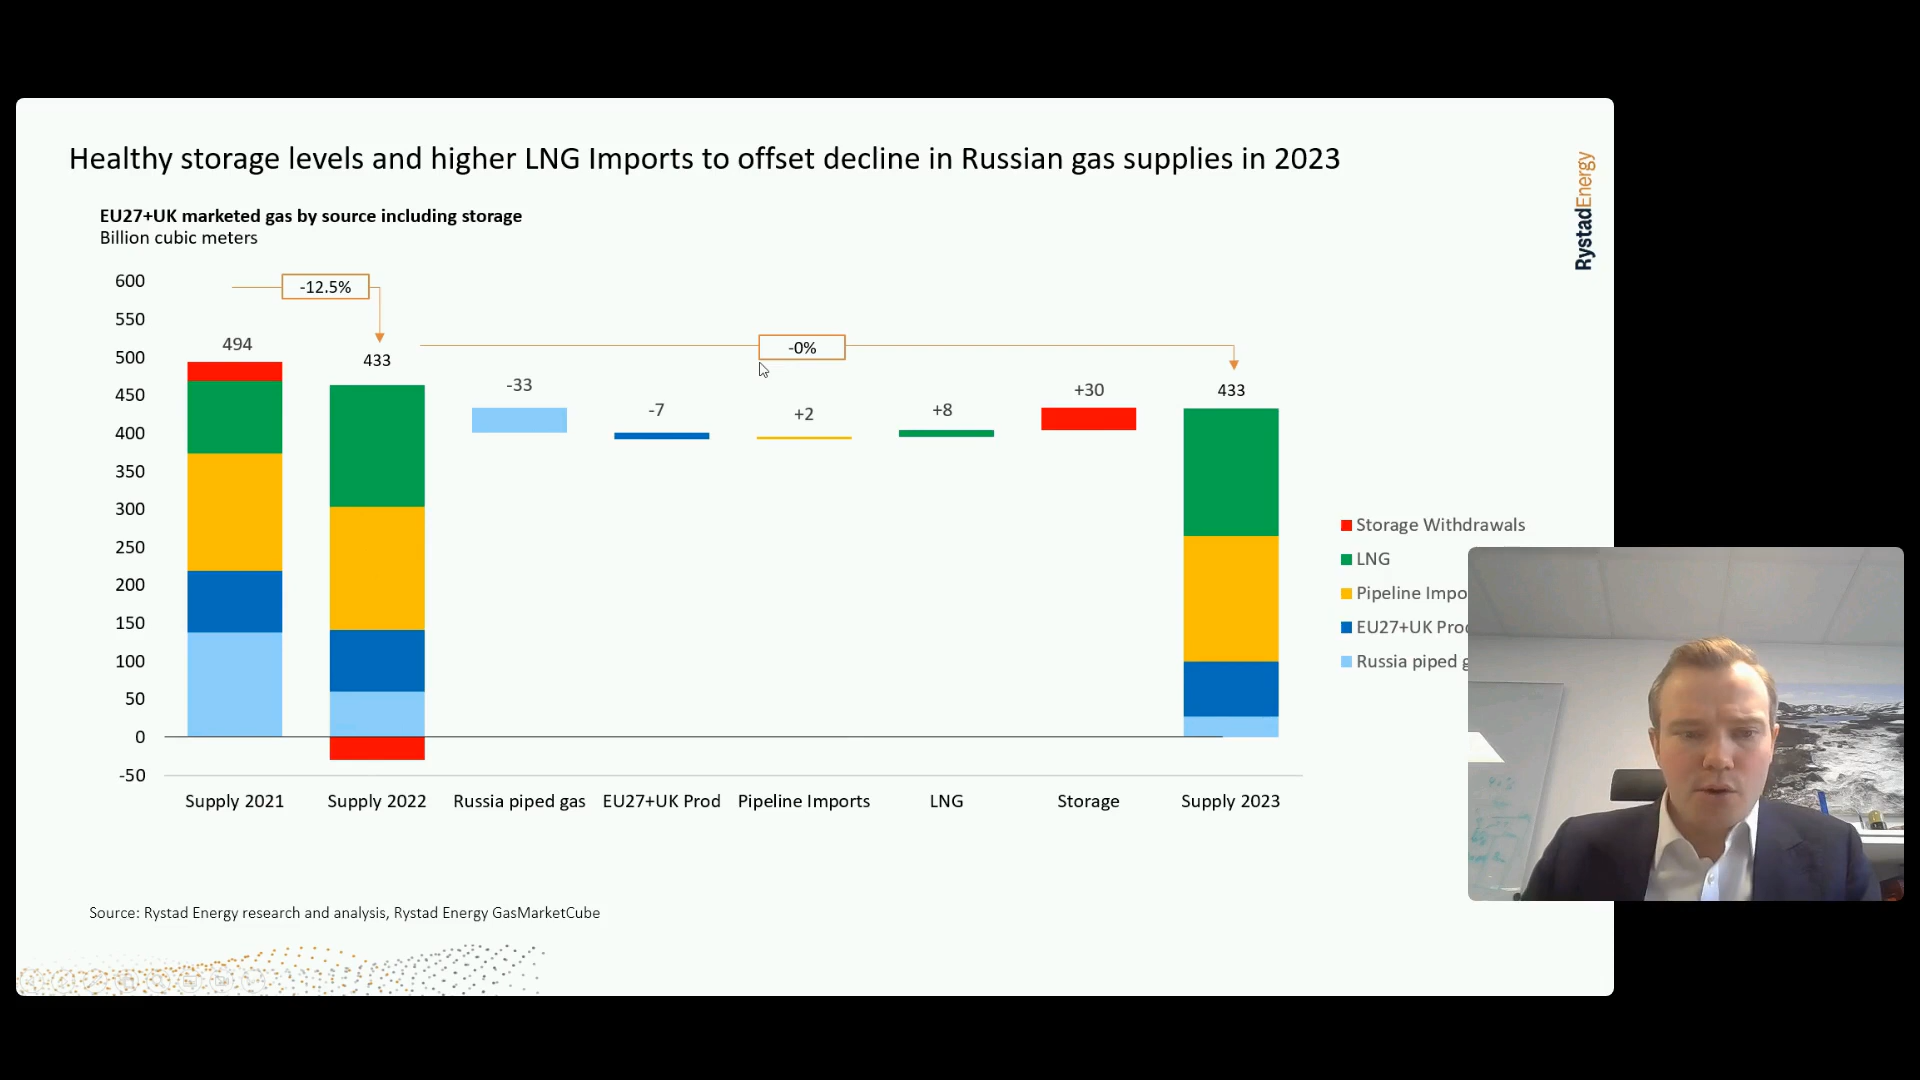 Healthy storage levels and higher LNG Imports to offset decline in Russian gas supplies in 2023
RystadEnergy
EU27+UK marketed gas by source including storage
Billion cubic meters
600
550
500
450
400
350
300
250
200
150
100
50
0
-50
-12.5%
-0%
494
433
-33
-7
+2
+8
+30
433
Storage Withdrawals
LNG
Pipeline
EU27+UK
Russia piped
Supply 2021
Supply 2022
Russia piped gas
EU27+UK Prod
Pipeline Imports
LNG
Storage
Supply 2023
Source: Rystad Energy research and analysis, Rystad Energy GasMarketCube